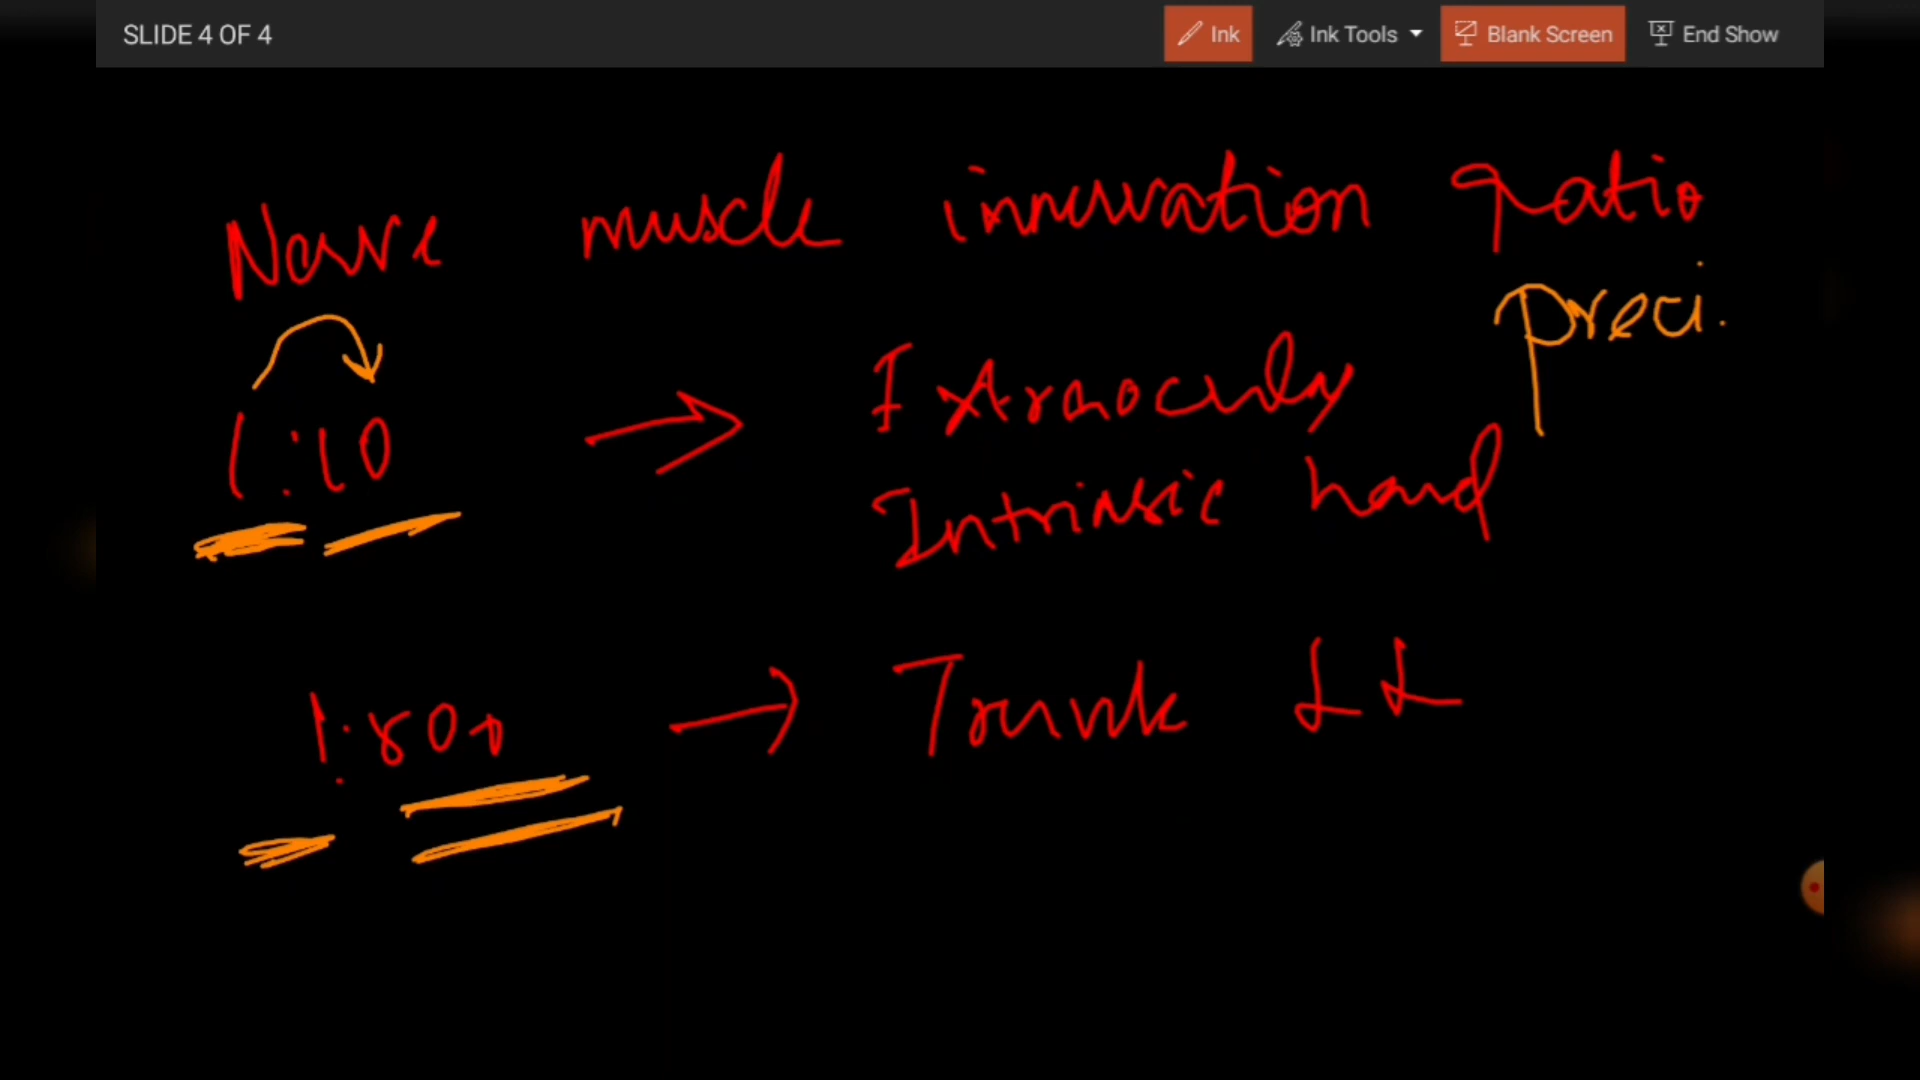 SLIDE 4 OF 4 Ink Ink Tools Blank Screen End Show
Nerve muscle innervation ratio
preci.
1:10 → Extraocular
Intrinsic hand
1:800 → Trunk LL